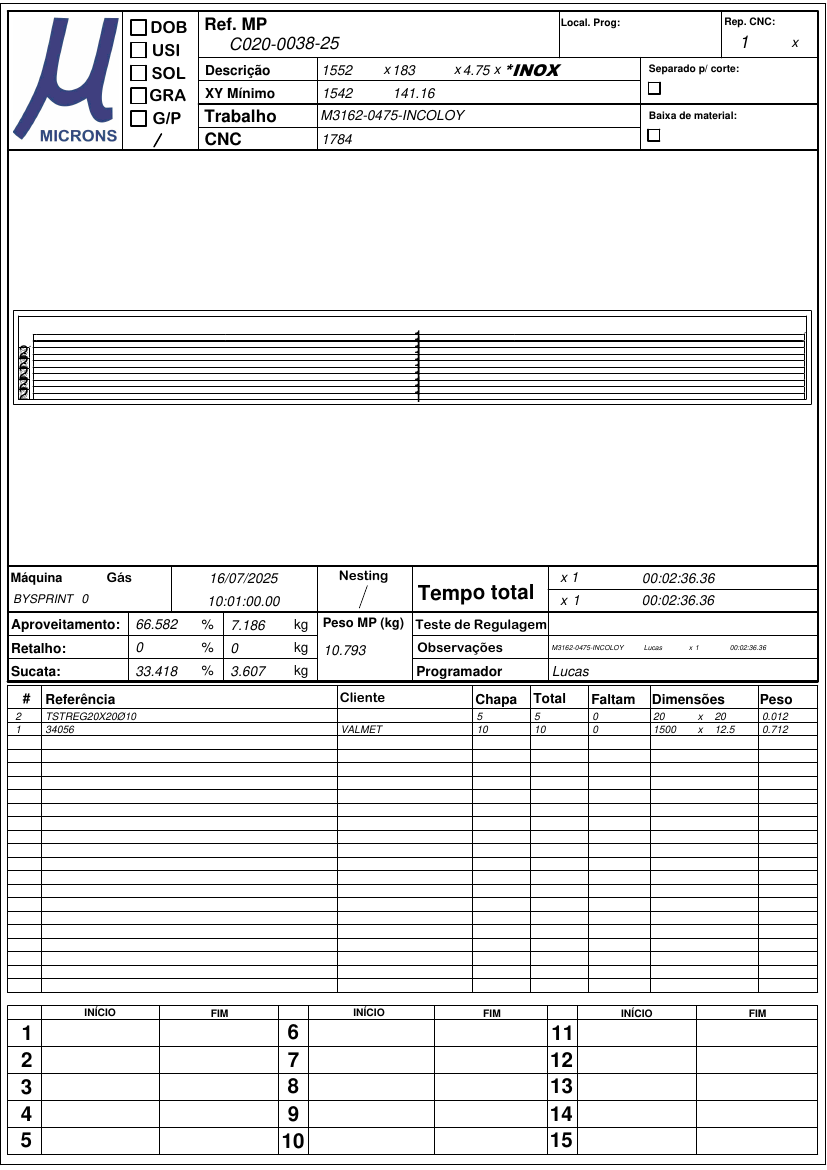 µ
MICRONS
DOB
USI
SOL
GRA
G/P
/
Ref. MP
C020-0038-25
Local. Prog:
Rep. CNC:
1 x
Descrição 1552 x 183 x 4.75 x *INOX
XY Mínimo 1542 141.16
Trabalho M3162-0475-INCOLOY
CNC 1784
Separado p/ corte:
Baixa de material:
2
2
2
2
2
Máquina Gás
BYSPRINT 0
16/07/2025
10:01:00.00
Nesting
/
Tempo total
x 1 00:02:36.36
x 1 00:02:36.36
Aproveitamento: 66.582 % 7.186 kg
Retalho: 0 % 0 kg
Sucata: 33.418 % 3.607 kg
Peso MP (kg)
10.793
Teste de Regulagem
Observações M3162-0475-INCOLOY Lucas x 1 00:02:36.36
Programador Lucas
# Referência Cliente Chapa Total Faltam Dimensões Peso
2 TSTREG20X20Ø10 5 5 0 20 x 20 0.012
1 34056 VALMET 10 10 0 1500 x 12.5 0.712
INÍCIO FIM INÍCIO FIM INÍCIO FIM
1 6 11
2 7 12
3 8 13
4 9 14
5 10 15